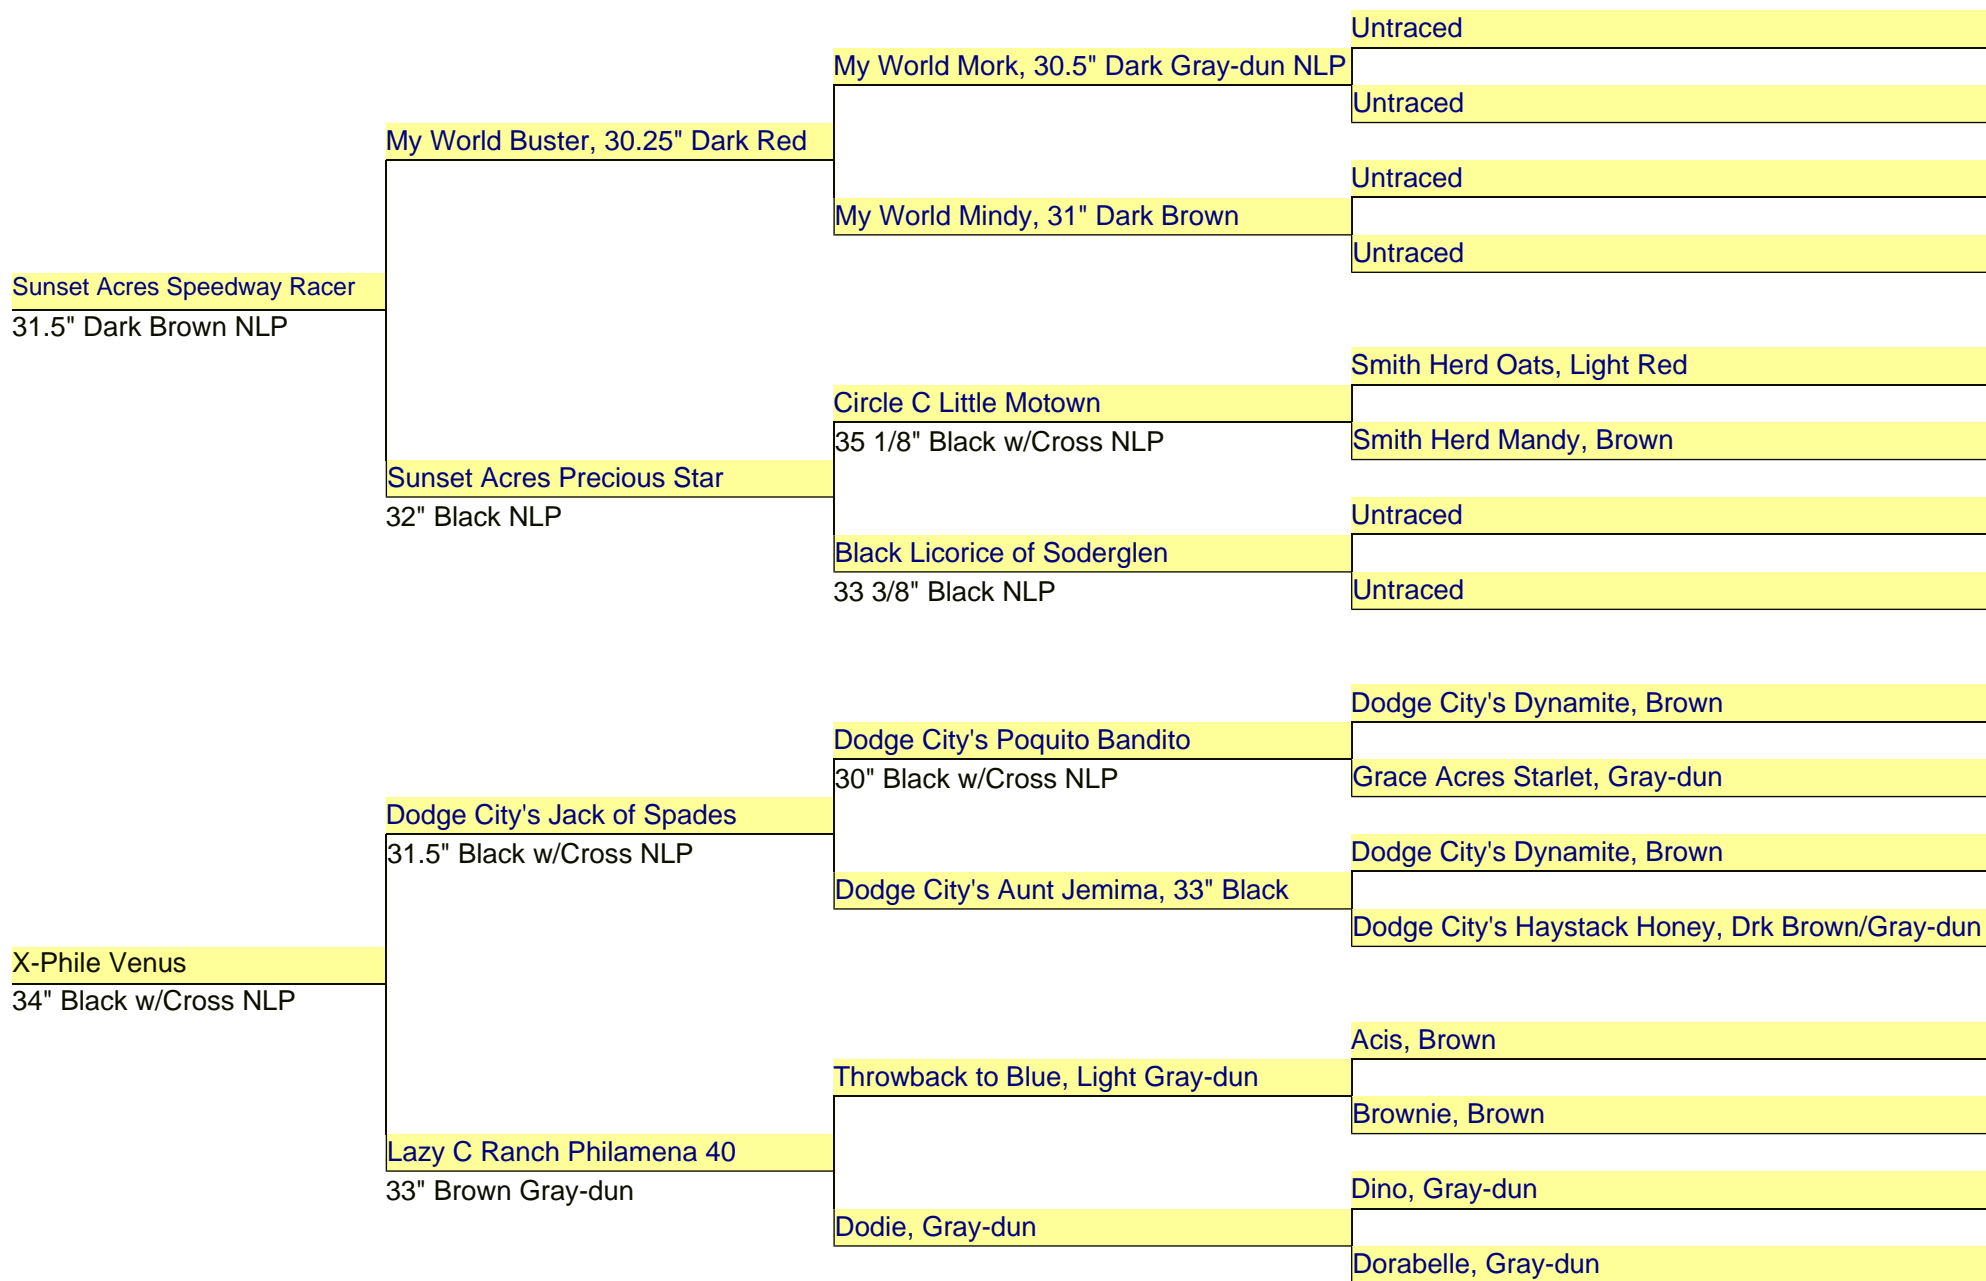 Untraced
My World Mork, 30.5" Dark Gray-dun NLP
Untraced
My World Buster, 30.25" Dark Red
Untraced
My World Mindy, 31" Dark Brown
Untraced
Sunset Acres Speedway Racer
31.5" Dark Brown NLP
Smith Herd Oats, Light Red
Circle C Little Motown
35 1/8" Black w/Cross NLP
Smith Herd Mandy, Brown
Sunset Acres Precious Star
32" Black NLP
Untraced
Black Licorice of Soderglen
33 3/8" Black NLP
Untraced
Dodge City's Dynamite, Brown
Dodge City's Poquito Bandito
30" Black w/Cross NLP
Grace Acres Starlet, Gray-dun
Dodge City's Jack of Spades
31.5" Black w/Cross NLP
Dodge City's Dynamite, Brown
Dodge City's Aunt Jemima, 33" Black
Dodge City's Haystack Honey, Drk Brown/Gray-dun
X-Phile Venus
34" Black w/Cross NLP
Acis, Brown
Throwback to Blue, Light Gray-dun
Brownie, Brown
Lazy C Ranch Philamena 40
33" Brown Gray-dun
Dino, Gray-dun
Dodie, Gray-dun
Dorabelle, Gray-dun